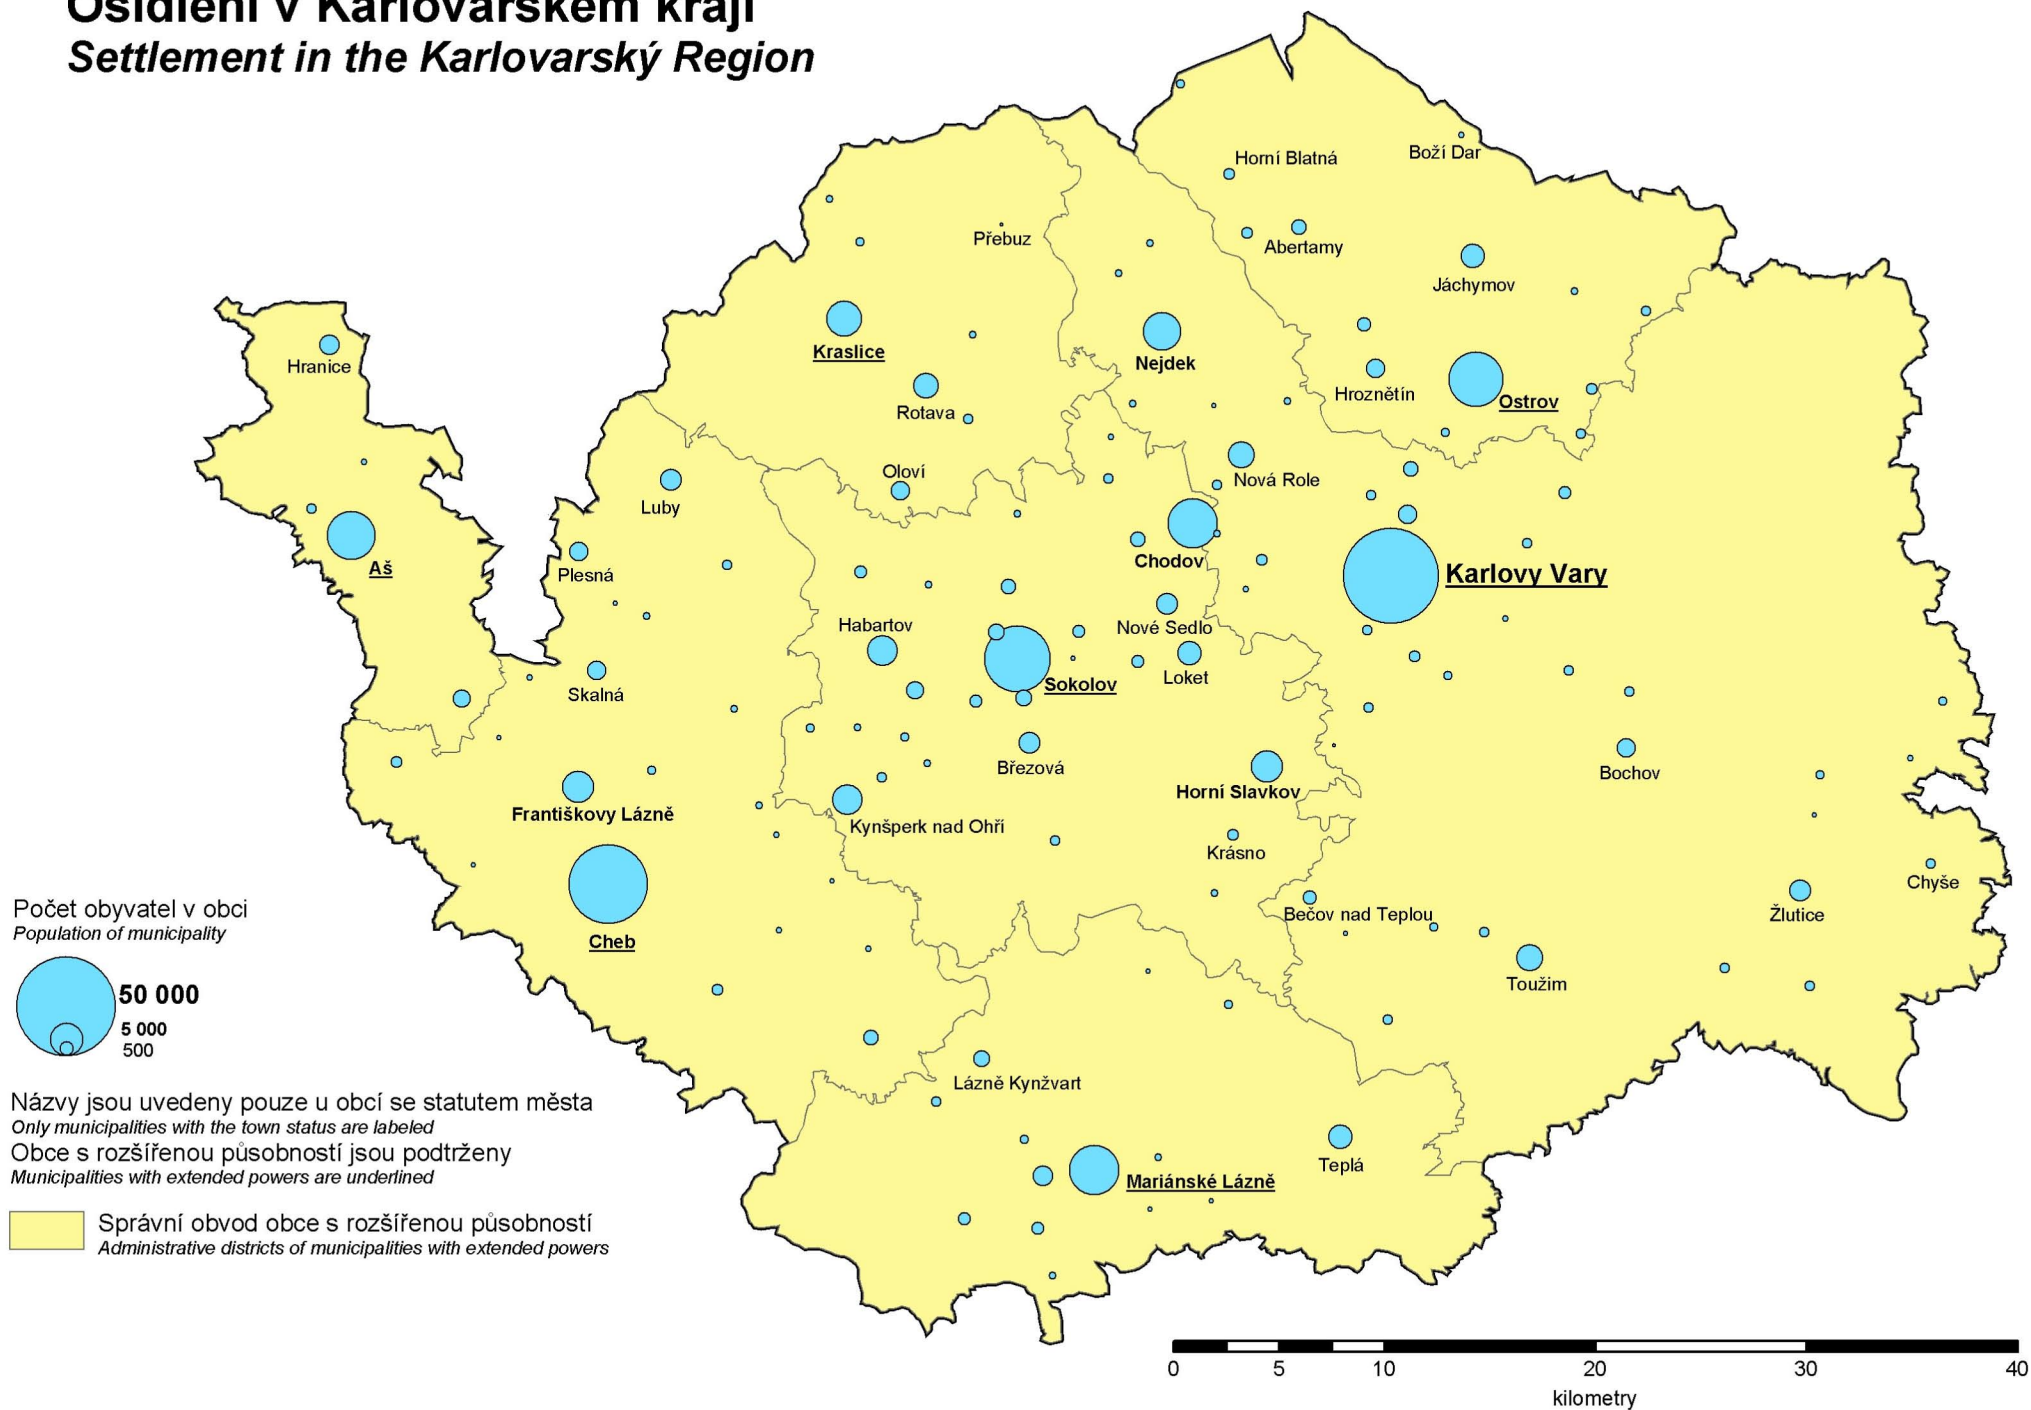 Osídlení v Karlovarském kraji
Settlement in the Karlovarský Region
Horní Blatná
Boží Dar
Přebuz
Abertamy
Jáchymov
Hranice
Kraslice
Nejdek
Hroznětín
Ostrov
Rotava
Oloví
Luby
Nová Role
Aš
Plesná
Chodov
Karlovy Vary
Habartov
Nové Sedlo
Skalná
Sokolov
Loket
Březová
Bochov
Františkovy Lázně
Horní Slavkov
Kynšperk nad Ohří
Krásno
Chyše
Bečov nad Teplou
Žlutice
Cheb
Toužim
Lázně Kynžvart
Teplá
Mariánské Lázně
Počet obyvatel v obci
Population of municipality
50 000
5 000
500
Názvy jsou uvedeny pouze u obcí se statutem města
Only municipalities with the town status are labeled
Obce s rozšířenou působností jsou podtrženy
Municipalities with extended powers are underlined
Správní obvod obce s rozšířenou působností
Administrative districts of municipalities with extended powers
0 5 10 20 30 40
kilometry